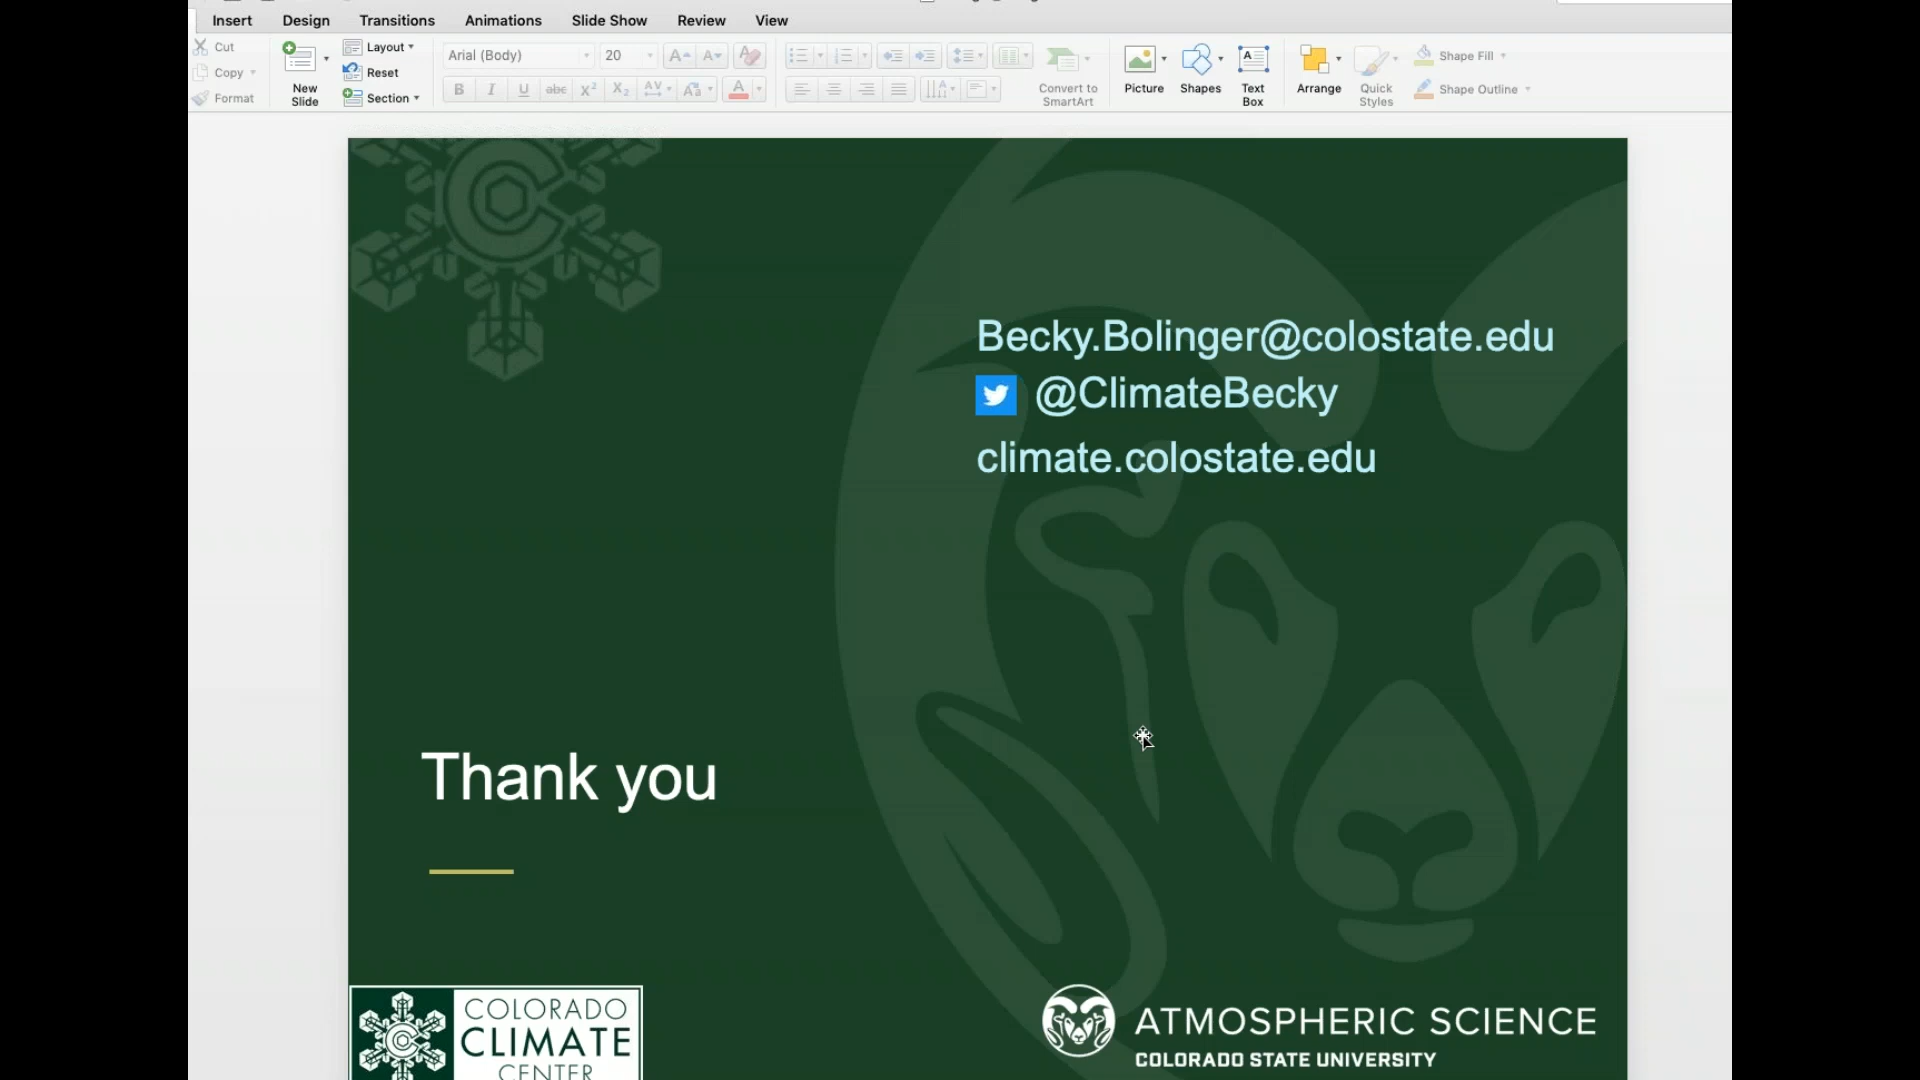 Insert Design Transitions Animations Slide Show Review View
Cut
Copy
Format
New
Slide
Layout
Reset
Section
Arial (Body) 20
Convert to
SmartArt
Picture
Shapes
Text
Box
Arrange
Quick
Styles
Shape Fill
Shape Outline
Becky.Bolinger@colostate.edu
@ClimateBecky
climate.colostate.edu
Thank you
COLORADO
CLIMATE
CENTER
ATMOSPHERIC SCIENCE
COLORADO STATE UNIVERSITY